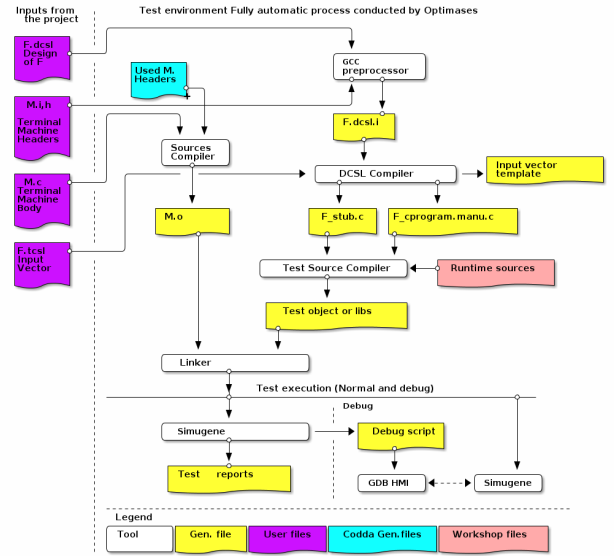 Inputs from
the project
Test environment Fully automatic process conducted by Optimases
F.dcsl
Design
of F
Used M.
Headers
GCC
preprocessor
M.i,h
Terminal
Machine
Headers
F.dcsl.i
Sources
Compiler
DCSL Compiler
Input vector
template
M.c
Terminal
Machine
Body
M.o
F_stub.c
F_cprogram.manu.c
F.tcsl
Input
Vector
Test Source Compiler
Runtime sources
Test object or libs
Linker
Test execution (Normal and debug)
Debug
Simugene
Debug script
Test reports
GDB HMI
Simugene
Legend
Tool
Gen. file
User files
Codda Gen.files
Workshop files